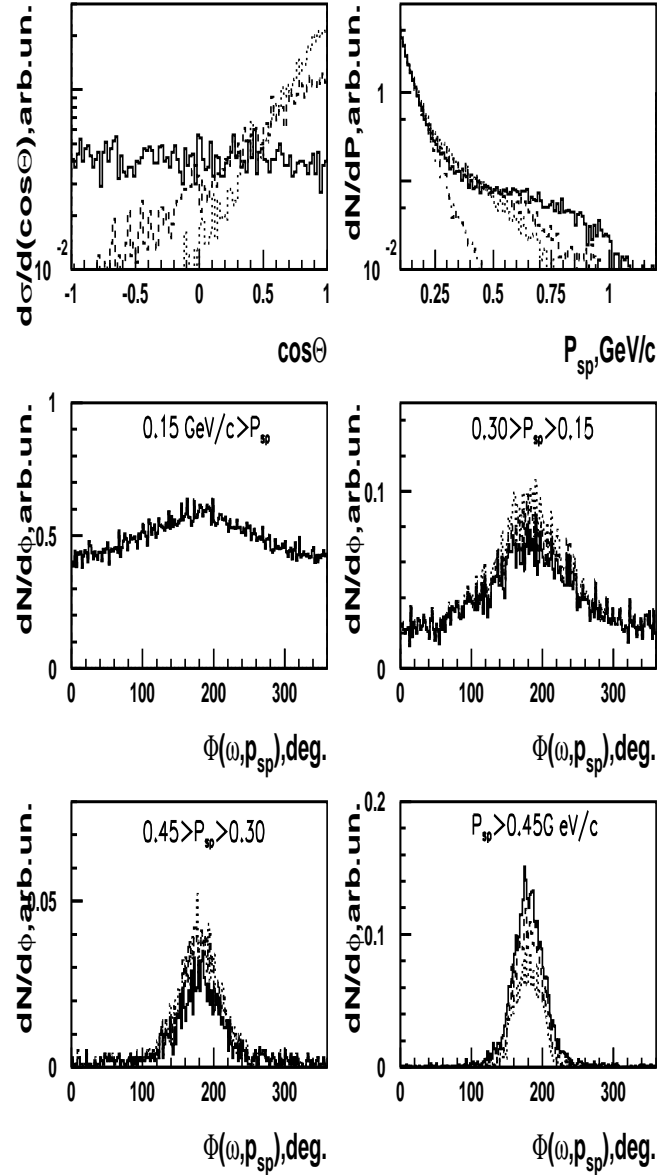 dσ/d(cosΘ),arb.un.
10⁻²
-1 -0.5 0 0.5 1
cosΘ
dN/dP,arb.un.
1
10⁻²
0.25 0.5 0.75 1
P_sp,GeV/c
dN/dϕ,arb.un.
1
0.5
0
0.15 GeV/c>P_sp
0 100 200 300
Φ(ω,p_sp),deg.
dN/dϕ,arb.un.
0.1
0
0.30>P_sp>0.15
0 100 200 300
Φ(ω,p_sp),deg.
dN/dϕ,arb.un.
0.05
0
0.45>P_sp>0.30
0 100 200 300
Φ(ω,p_sp),deg.
dN/dϕ,arb.un.
0.2
0.1
0
P_sp>0.45G eV/c
0 100 200 300
Φ(ω,p_sp),deg.